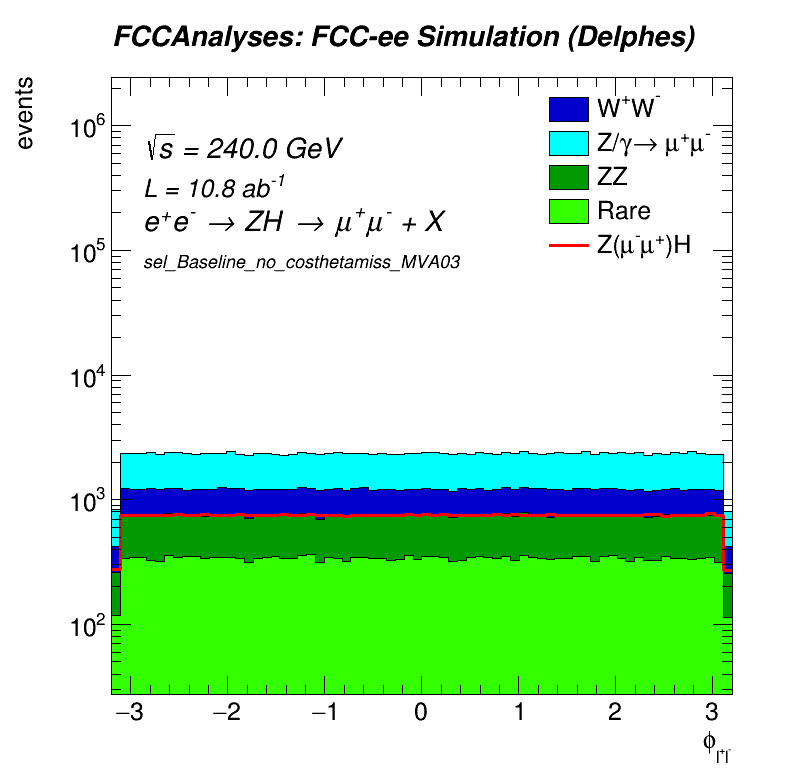 FCCAnalyses: FCC-ee Simulation (Delphes)
events
√s = 240.0 GeV
L = 10.8 ab⁻¹
e⁺e⁻ → ZH → μ⁺μ⁻ + X
sel_Baseline_no_costhetamiss_MVA03
W⁺W⁻
Z/γ→ μ⁺μ⁻
ZZ
Rare
Z(μ⁻μ⁺)H
10⁶
10⁵
10⁴
10³
10²
−3 −2 −1 0 1 2 3
ϕ_l⁺l⁻